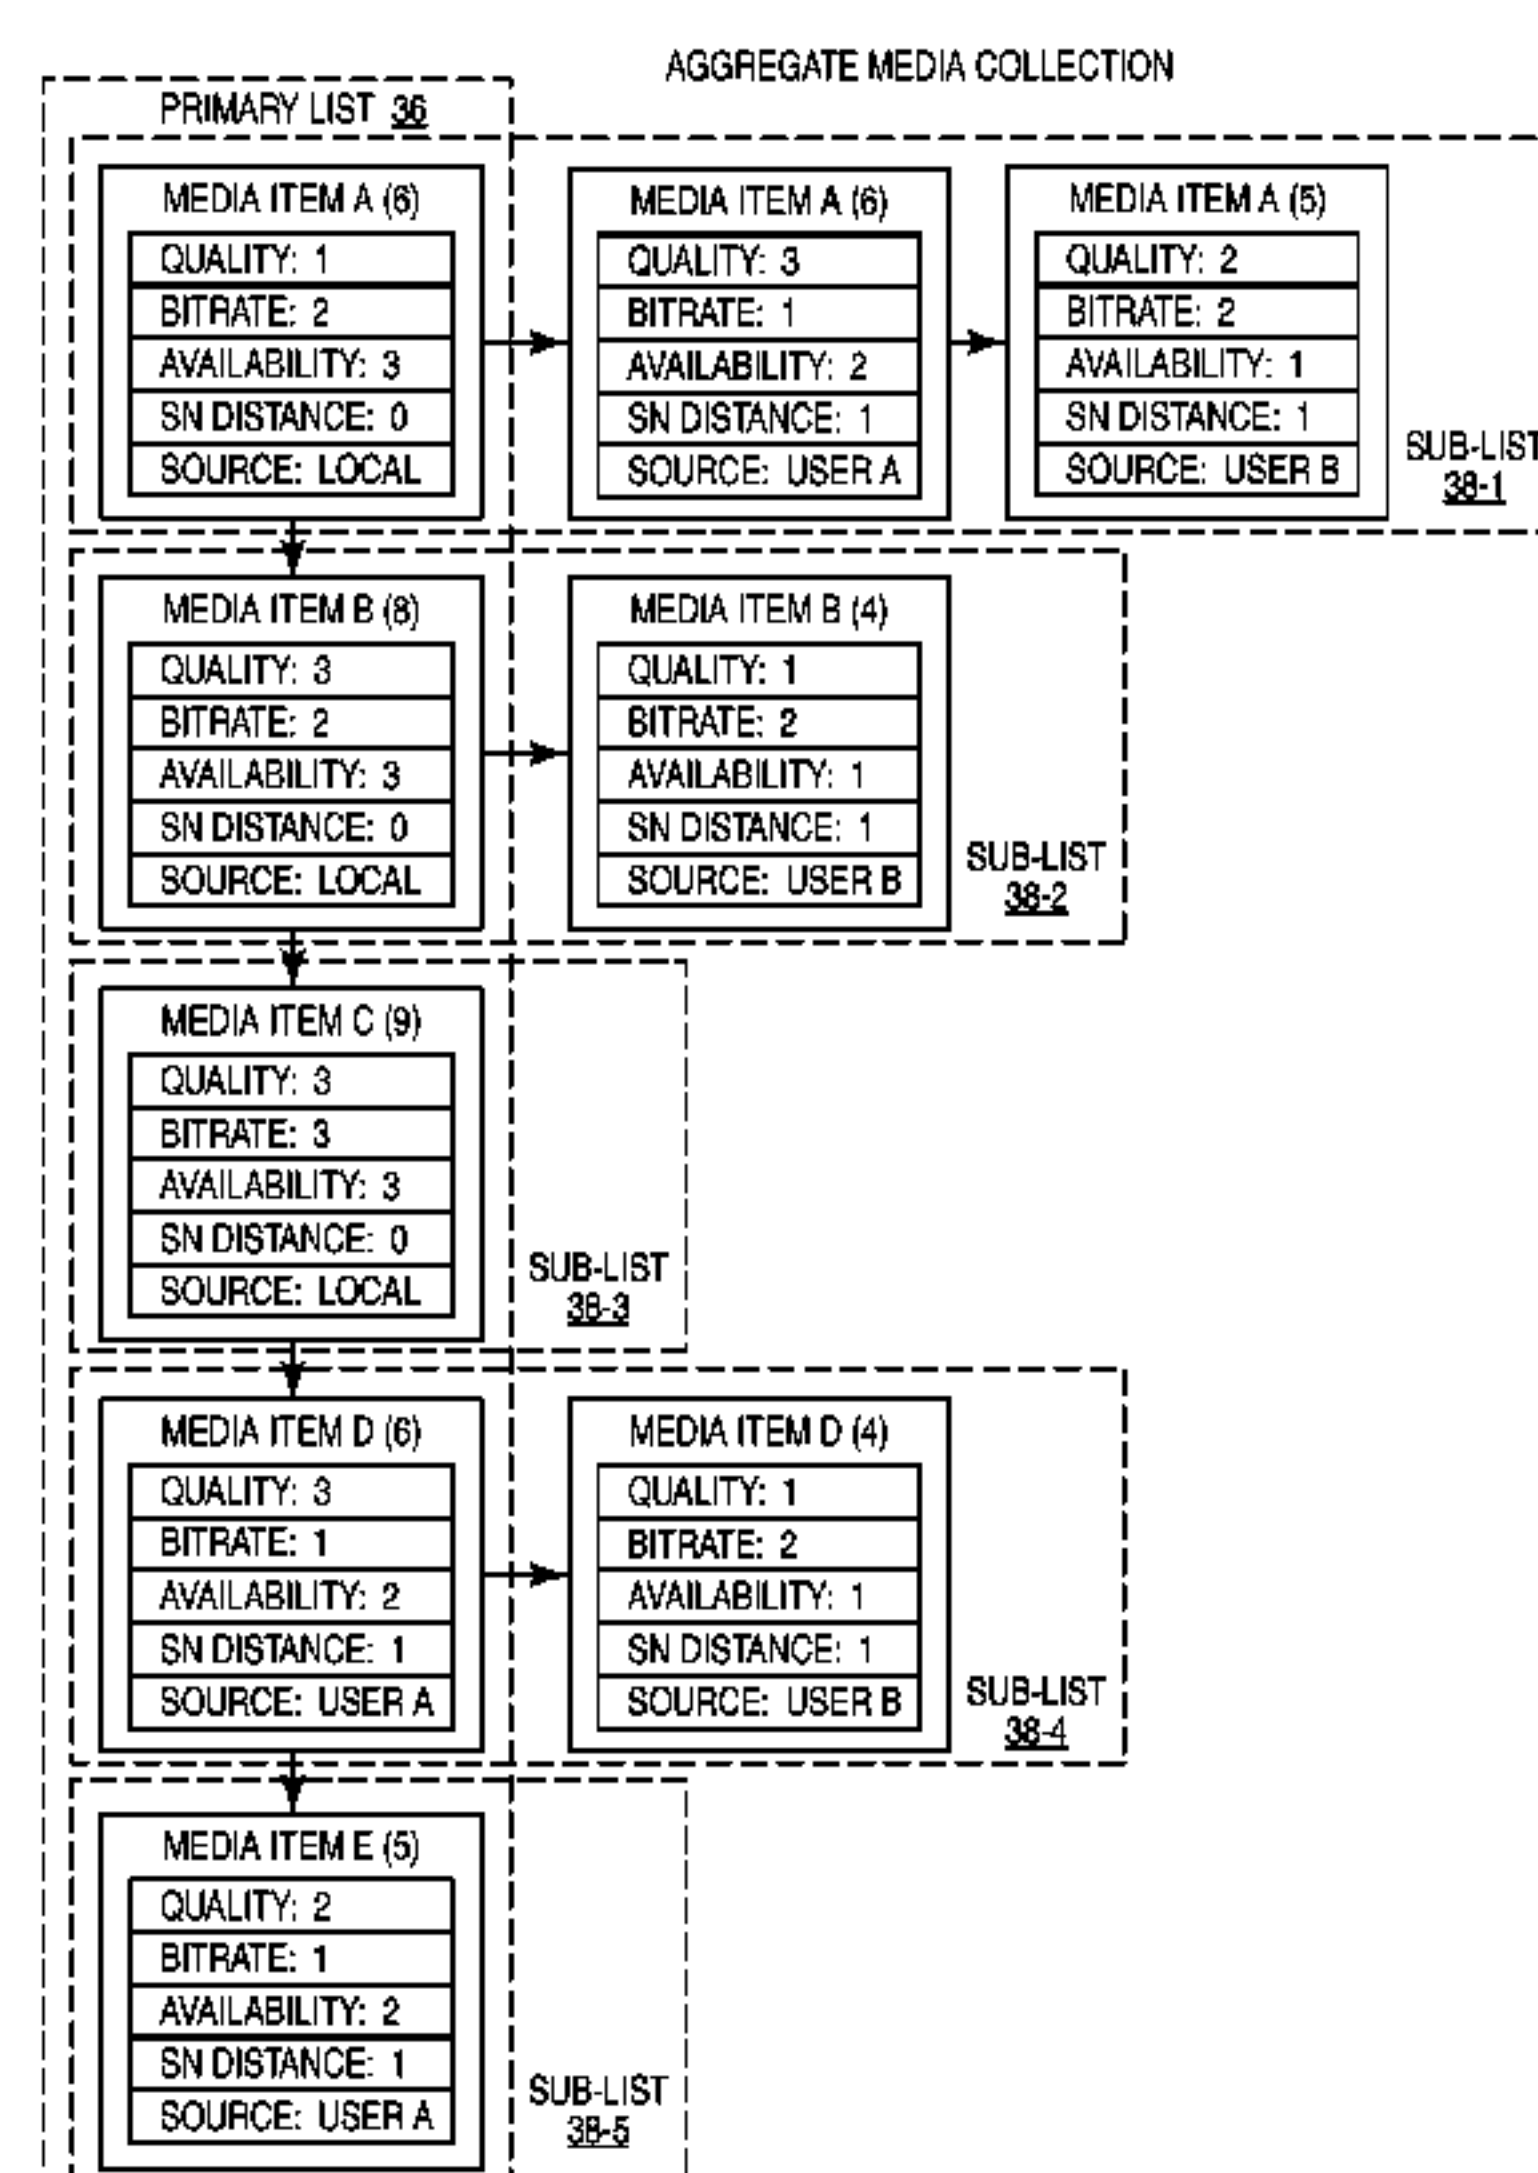 AGGREGATE MEDIA COLLECTION
PRIMARY LIST 36
MEDIA ITEM A (6)
QUALITY: 1
BITRATE: 2
AVAILABILITY: 3
SN DISTANCE: 0
SOURCE: LOCAL
MEDIA ITEM A (6)
QUALITY: 3
BITRATE: 1
AVAILABILITY: 2
SN DISTANCE: 1
SOURCE: USER A
MEDIA ITEM A (5)
QUALITY: 2
BITRATE: 2
AVAILABILITY: 1
SN DISTANCE: 1
SOURCE: USER B
SUB-LIST
38-1
MEDIA ITEM B (8)
QUALITY: 3
BITRATE: 2
AVAILABILITY: 3
SN DISTANCE: 0
SOURCE: LOCAL
MEDIA ITEM B (4)
QUALITY: 1
BITRATE: 2
AVAILABILITY: 1
SN DISTANCE: 1
SOURCE: USER B
SUB-LIST
38-2
MEDIA ITEM C (9)
QUALITY: 3
BITRATE: 3
AVAILABILITY: 3
SN DISTANCE: 0
SOURCE: LOCAL
SUB-LIST
38-3
MEDIA ITEM D (6)
QUALITY: 3
BITRATE: 1
AVAILABILITY: 2
SN DISTANCE: 1
SOURCE: USER A
MEDIA ITEM D (4)
QUALITY: 1
BITRATE: 2
AVAILABILITY: 1
SN DISTANCE: 1
SOURCE: USER B
SUB-LIST
38-4
MEDIA ITEM E (5)
QUALITY: 2
BITRATE: 1
AVAILABILITY: 2
SN DISTANCE: 1
SOURCE: USER A
SUB-LIST
38-5